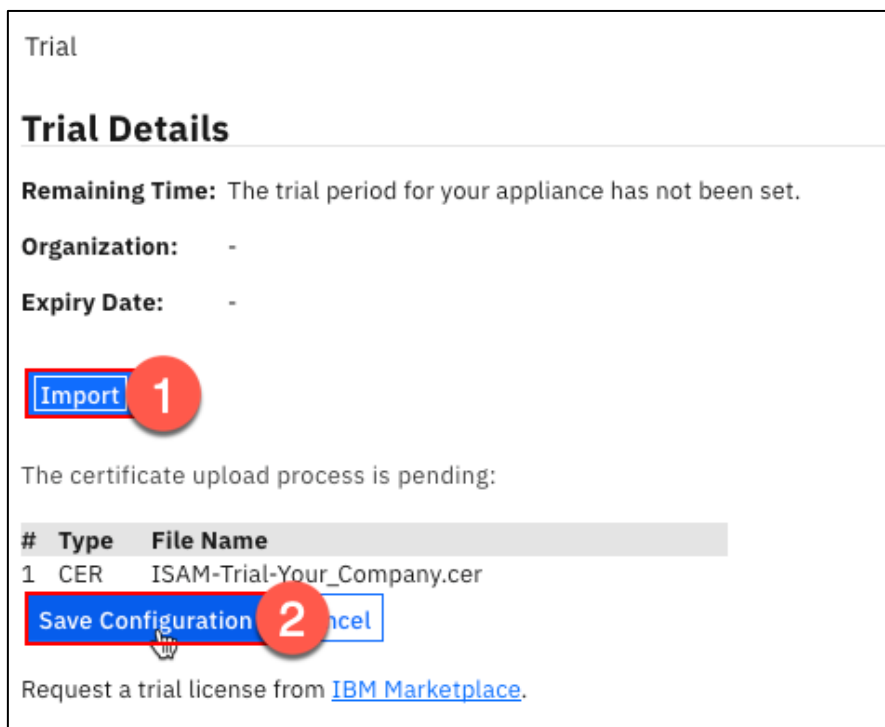 Trial
Trial Details
Remaining Time: The trial period for your appliance has not been set.
Organization: -
Expiry Date: -
Import 1
The certificate upload process is pending:
# Type File Name
1 CER ISAM-Trial-Your_Company.cer
Save Configuration 2 ncel
Request a trial license from IBM Marketplace.